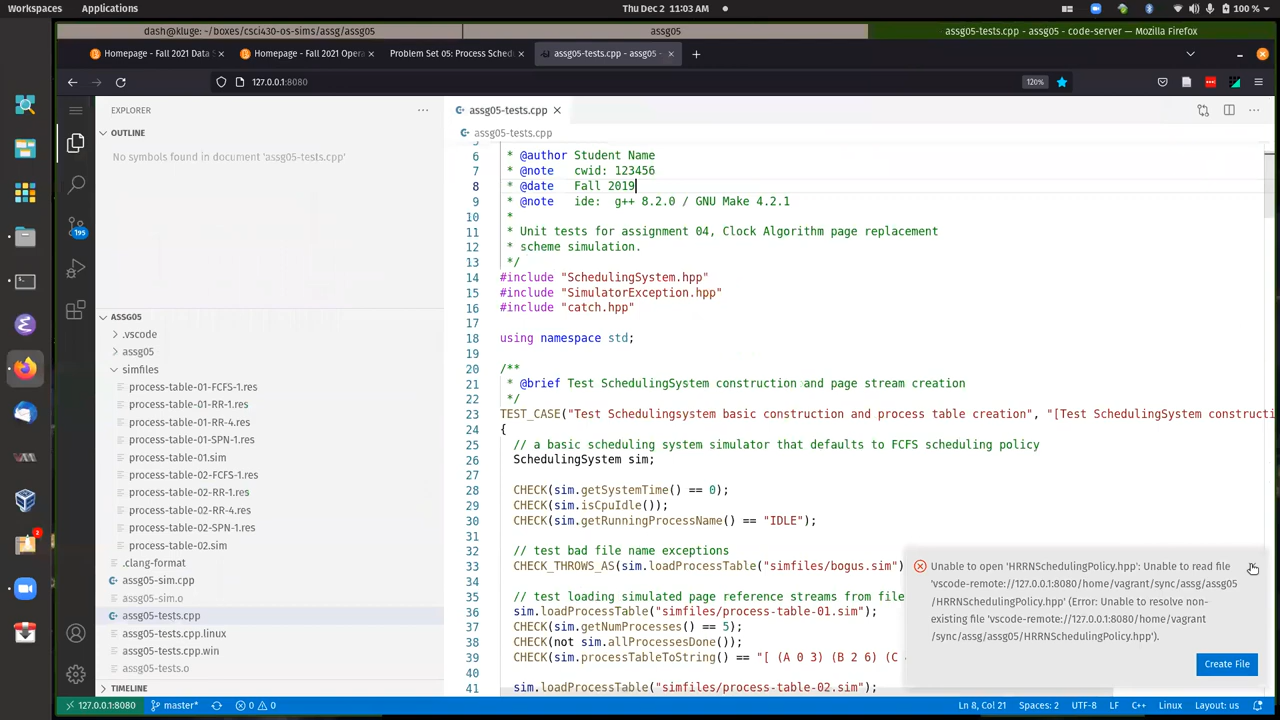 Workspaces Applications Thu Dec 2 11:03 AM 100 %
dash@kluge: ~/boxes/csci430-os-sims/assg/assg05 assg05 assg05-tests.cpp - assg05 - code-server — Mozilla Firefox
Homepage - Fall 2021 Data S Homepage - Fall 2021 Opera Problem Set 05: Process Sched assg05-tests.cpp - assg05 -
127.0.0.1:8080 120%
EXPLORER
assg05-tests.cpp
OUTLINE
assg05-tests.cpp
No symbols found in document 'assg05-tests.cpp'
195
ASSG05
.vscode
assg05
simfiles
process-table-01-FCFS-1.res
process-table-01-RR-1.res
process-table-01-RR-4.res
process-table-01-SPN-1.res
process-table-01.sim
process-table-02-FCFS-1.res
process-table-02-RR-1.res
process-table-02-RR-4.res
process-table-02-SPN-1.res
process-table-02.sim
.clang-format
assg05-sim.cpp
assg05-sim.o
assg05-tests.cpp
assg05-tests.cpp.linux
assg05-tests.cpp.win
assg05-tests.o
TIMELINE
6 * @author Student Name
7 * @note cwid: 123456
8 * @date Fall 2019
9 * @note ide: g++ 8.2.0 / GNU Make 4.2.1
10 *
11 * Unit tests for assignment 04, Clock Algorithm page replacement
12 * scheme simulation.
13 */
14 #include "SchedulingSystem.hpp"
15 #include "SimulatorException.hpp"
16 #include "catch.hpp"
17
18 using namespace std;
19
20 /**
21 * @brief Test SchedulingSystem construction and page stream creation
22 */
23 TEST_CASE("Test Schedulingsystem basic construction and process table creation", "[Test SchedulingSystem constructi
24 {
25 // a basic scheduling system simulator that defaults to FCFS scheduling policy
26 SchedulingSystem sim;
27
28 CHECK(sim.getSystemTime() == 0);
29 CHECK(sim.isCpuIdle());
30 CHECK(sim.getRunningProcessName() == "IDLE");
31
32 // test bad file name exceptions
33 CHECK_THROWS_AS(sim.loadProcessTable("simfiles/bogus.sim")
34
35 // test loading simulated page reference streams from file
36 sim.loadProcessTable("simfiles/process-table-01.sim");
37 CHECK(sim.getNumProcesses() == 5);
38 CHECK(not sim.allProcessesDone());
39 CHECK(sim.processTableToString() == "[ (A 0 3) (B 2 6) (C
40
41 sim.loadProcessTable("simfiles/process-table-02.sim");
Unable to open 'HRRNSchedulingPolicy.hpp': Unable to read file
'vscode-remote://127.0.0.1:8080/home/vagrant/sync/assg/assg05
/HRRNSchedulingPolicy.hpp' (Error: Unable to resolve non-
existing file 'vscode-remote://127.0.0.1:8080/home/vagrant
/sync/assg/assg05/HRRNSchedulingPolicy.hpp').
Create File
2
127.0.0.1:8080 master* 0 0 Ln 8, Col 21 Spaces: 2 UTF-8 LF C++ Linux Layout: us